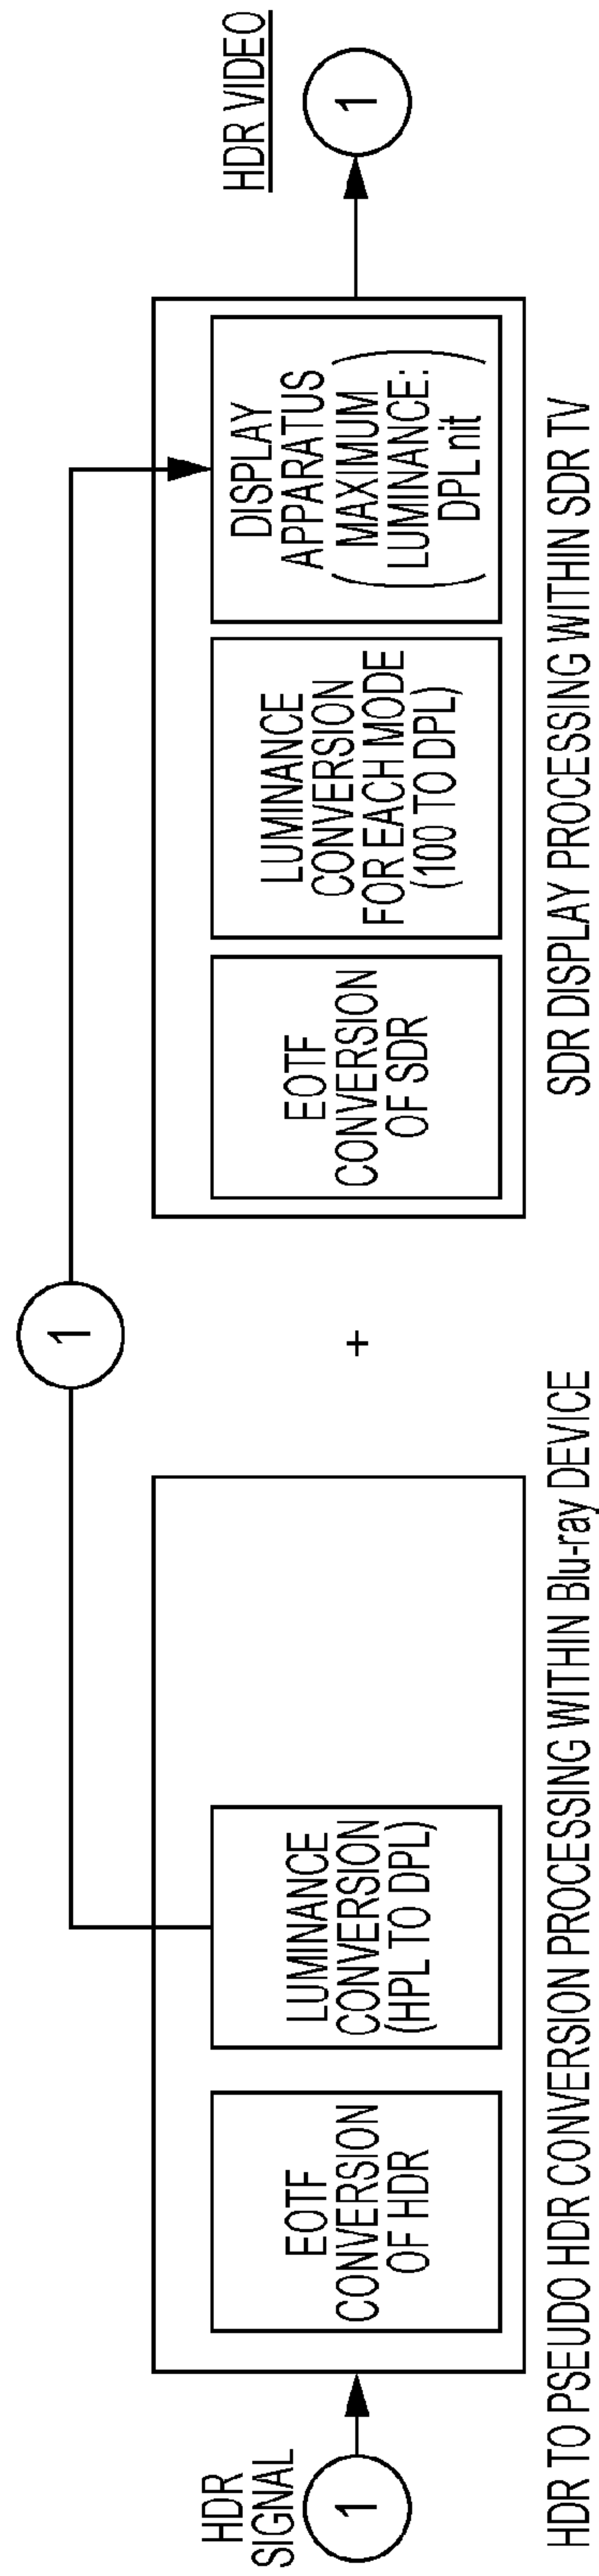 HDR
SIGNAL
1
EOTF
CONVERSION
OF HDR
LUMINANCE
CONVERSION
(HPL TO DPL)
HDR TO PSEUDO HDR CONVERSION PROCESSING WITHIN Blu-ray DEVICE
1
+
EOTF
CONVERSION
OF SDR
LUMINANCE
CONVERSION
FOR EACH MODE
(100 TO DPL)
DISPLAY
APPARATUS
(MAXIMUM
LUMINANCE:
DPL nit)
SDR DISPLAY PROCESSING WITHIN SDR TV
HDR VIDEO
1